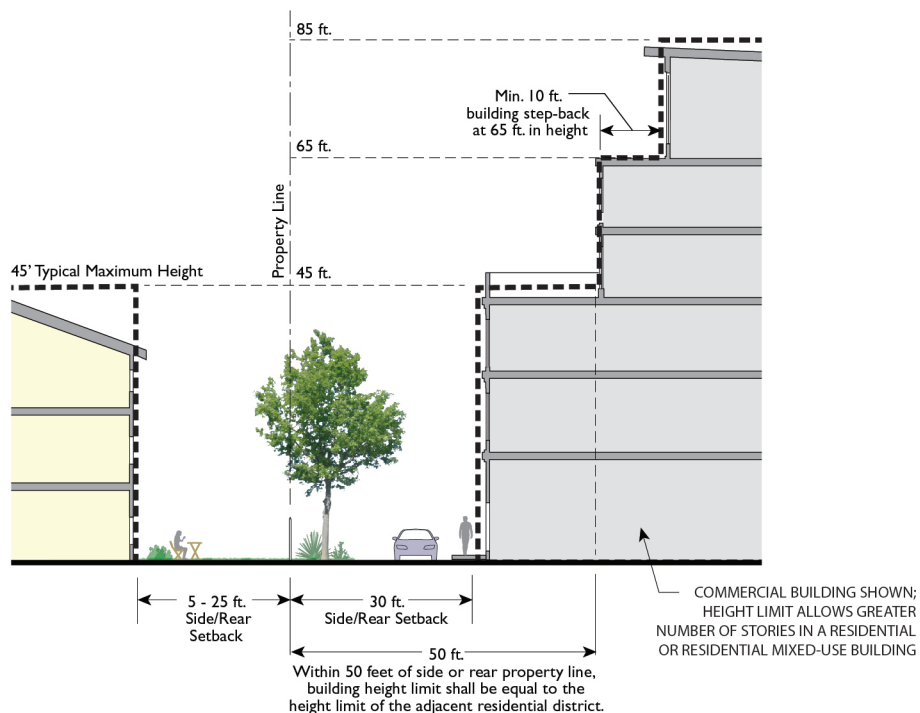 85 ft.
Min. 10 ft.
building step-back
at 65 ft. in height
65 ft.
Property Line
45' Typical Maximum Height
45 ft.
5 - 25 ft.
Side/Rear
Setback
30 ft.
Side/Rear Setback
50 ft.
Within 50 feet of side or rear property line,
building height limit shall be equal to the
height limit of the adjacent residential district.
COMMERCIAL BUILDING SHOWN;
HEIGHT LIMIT ALLOWS GREATER
NUMBER OF STORIES IN A RESIDENTIAL
OR RESIDENTIAL MIXED-USE BUILDING